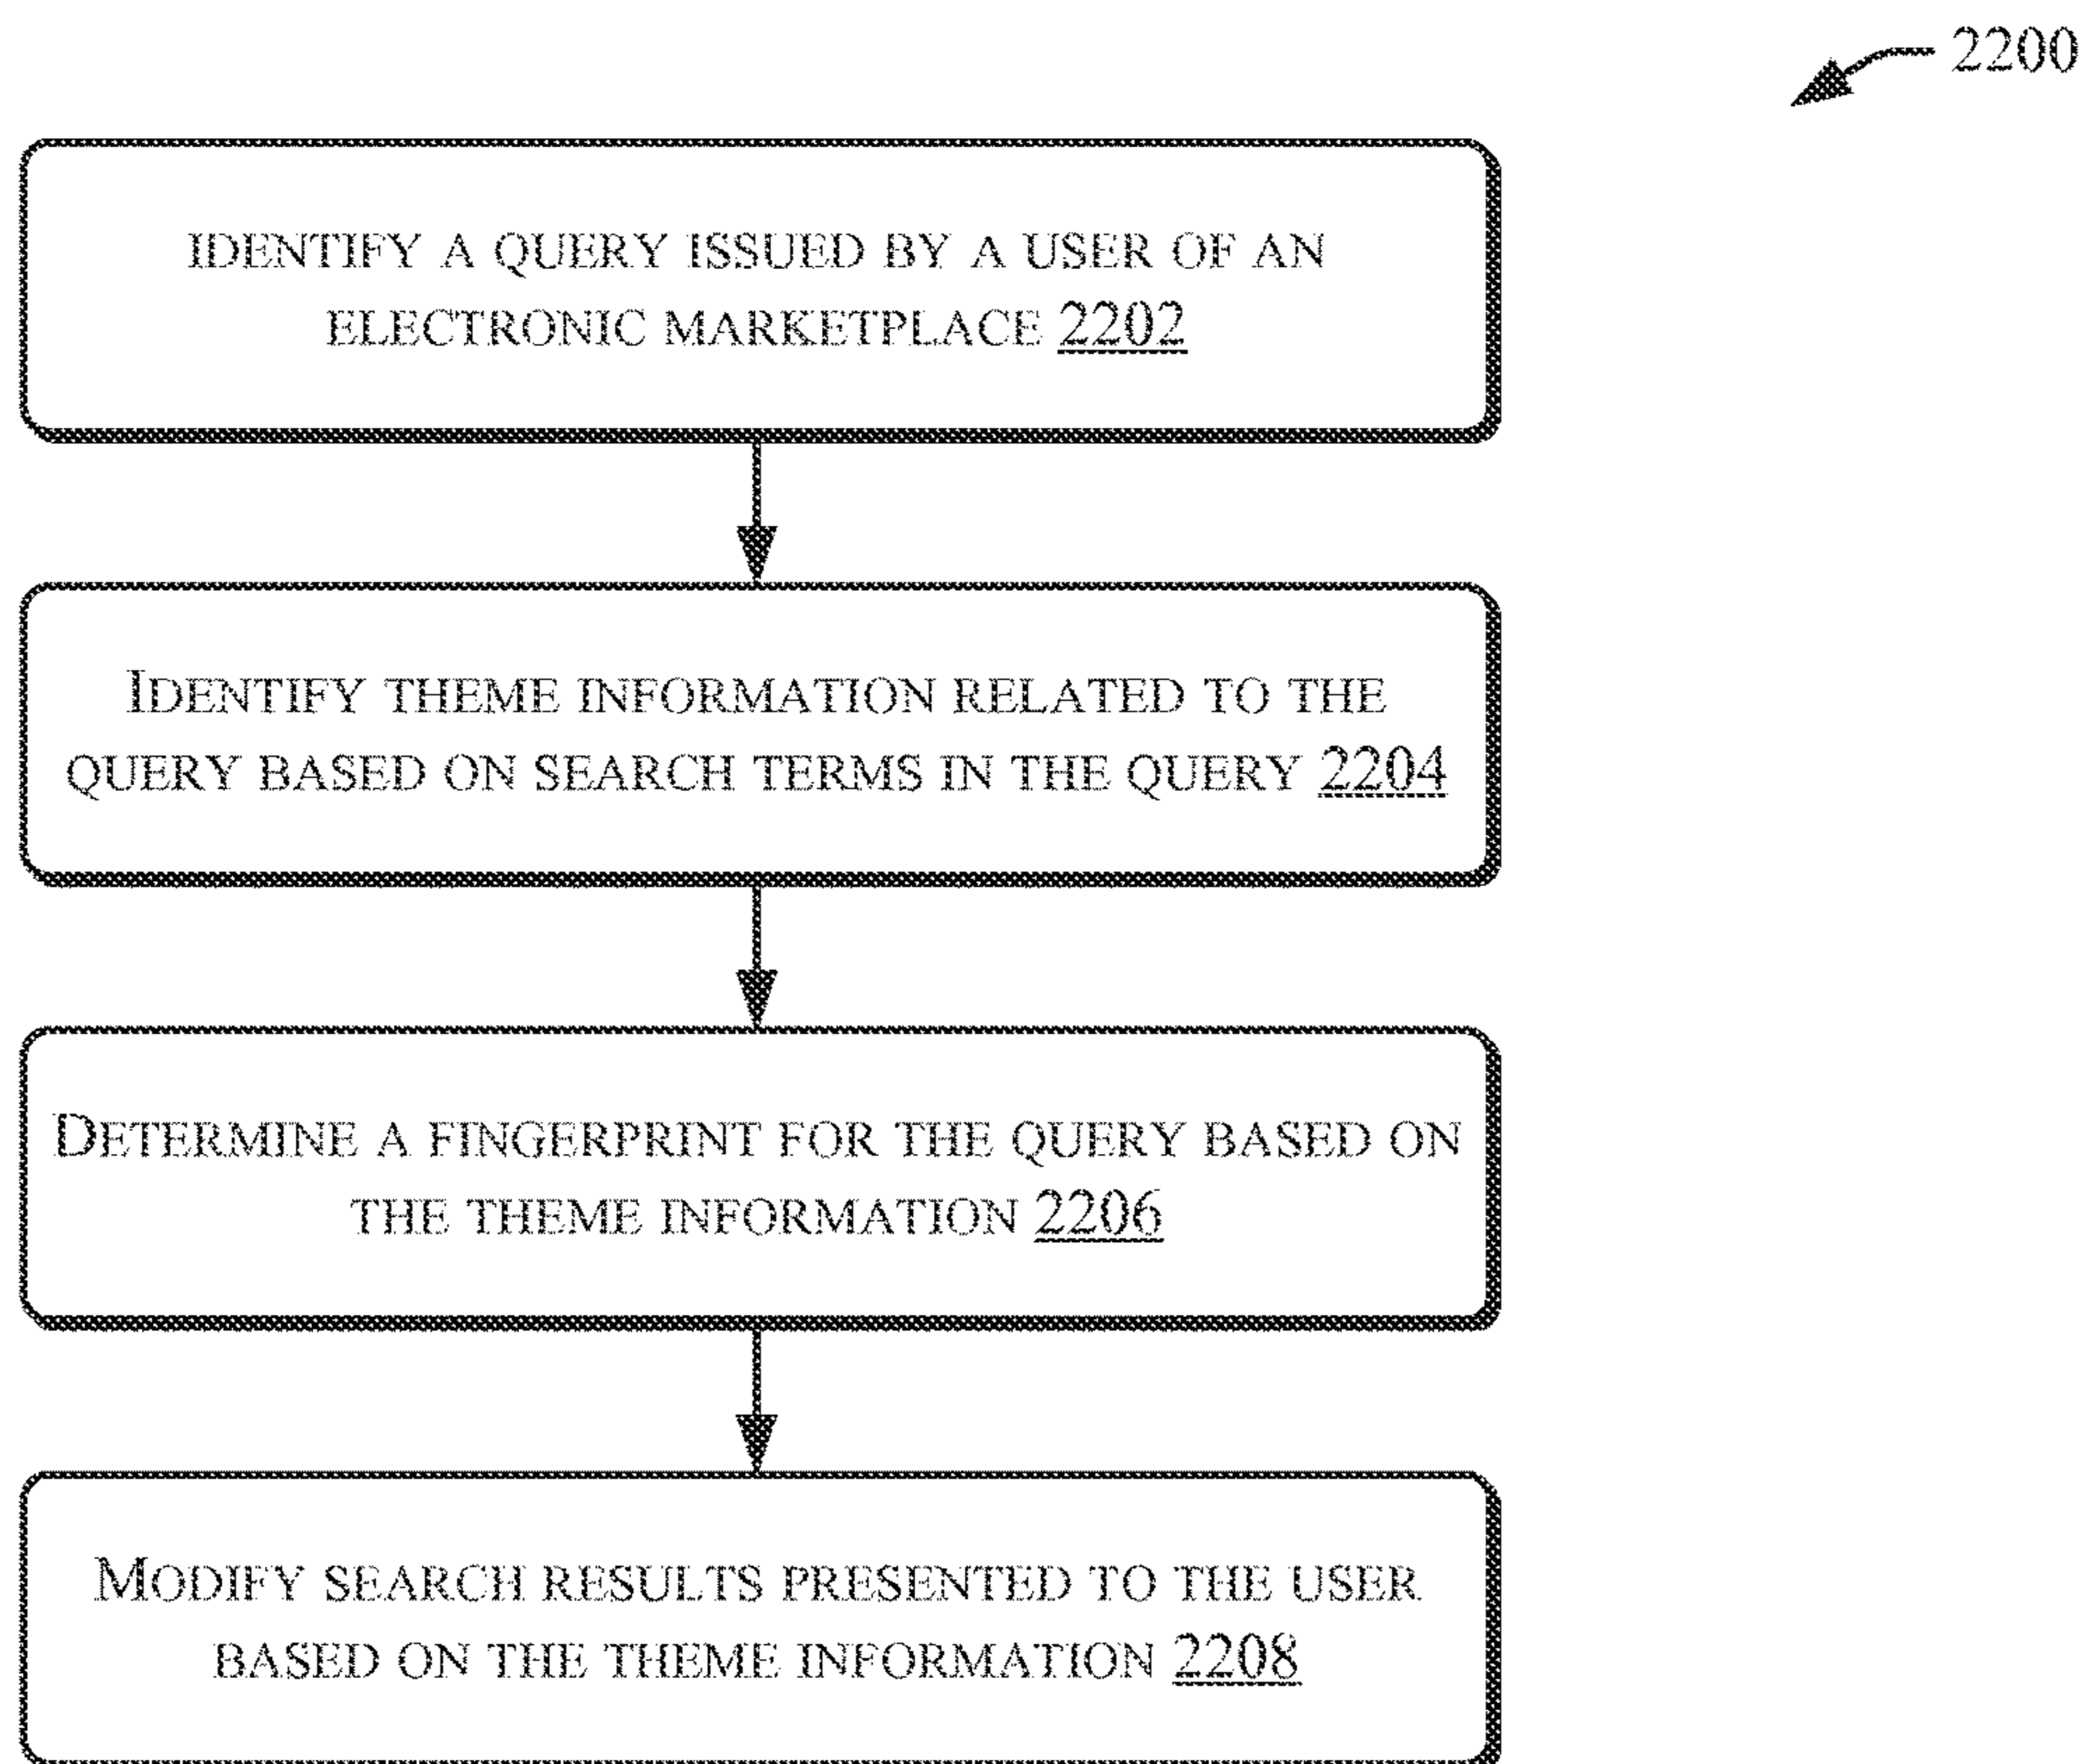 2200
IDENTIFY A QUERY ISSUED BY A USER OF AN
ELECTRONIC MARKETPLACE 2202
IDENTIFY THEME INFORMATION RELATED TO THE
QUERY BASED ON SEARCH TERMS IN THE QUERY 2204
DETERMINE A FINGERPRINT FOR THE QUERY BASED ON
THE THEME INFORMATION 2206
MODIFY SEARCH RESULTS PRESENTED TO THE USER
BASED ON THE THEME INFORMATION 2208